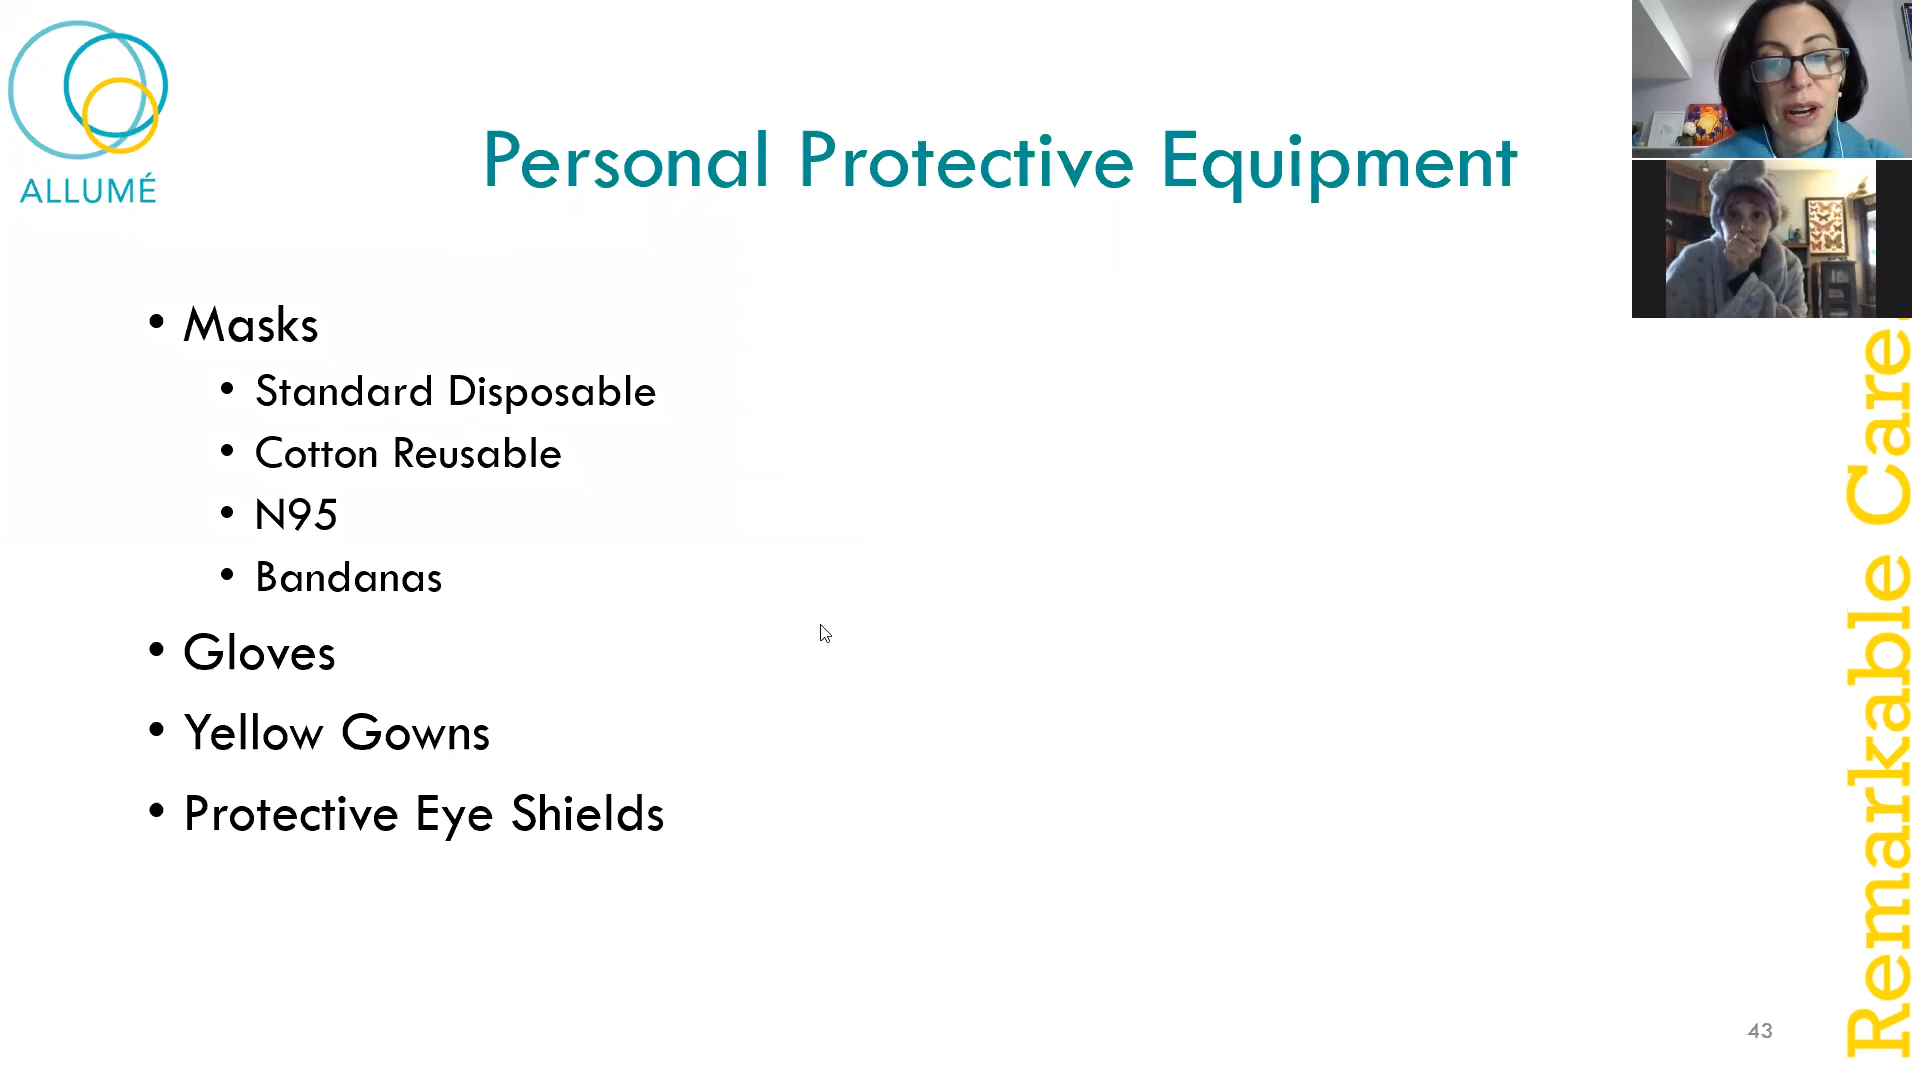 ALLUMÉ
Personal Protective Equipment
• Masks
• Standard Disposable
• Cotton Reusable
• N95
• Bandanas
• Gloves
• Yellow Gowns
• Protective Eye Shields
Remarkable Care
43